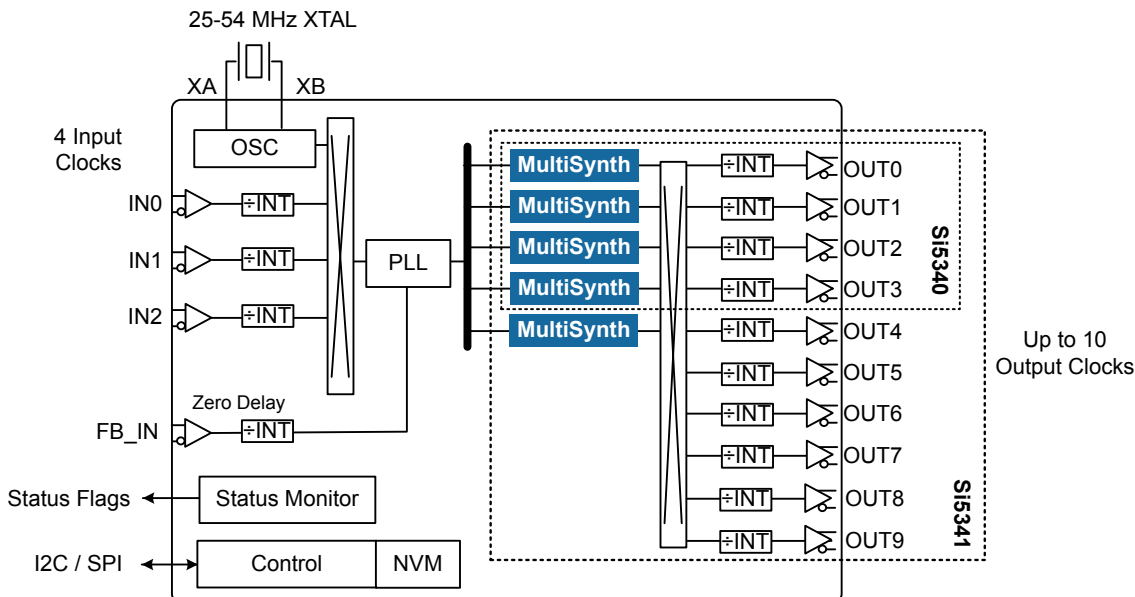 25-54 MHz XTAL
XA
XB
4 Input
Clocks
OSC
IN0
÷INT
IN1
÷INT
IN2
÷INT
PLL
Zero Delay
FB_IN
÷INT
Status Flags
Status Monitor
I2C / SPI
Control
NVM
MultiSynth
÷INT
OUT0
MultiSynth
÷INT
OUT1
MultiSynth
÷INT
OUT2
MultiSynth
÷INT
OUT3
MultiSynth
÷INT
OUT4
÷INT
OUT5
÷INT
OUT6
÷INT
OUT7
÷INT
OUT8
÷INT
OUT9
Si5340
Si5341
Up to 10
Output Clocks